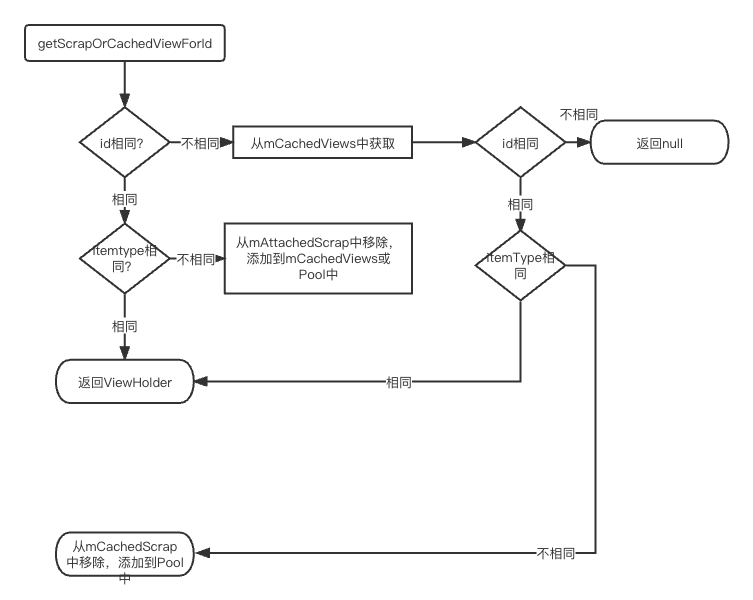 getScrapOrCachedViewForId
id相同？
不相同
从mCachedViews中获取
id相同
不相同
返回null
相同
相同
Itemtype相
同？
不相同
从mAttachedScrap中移除，
添加到mCachedViews或
Pool中
itemType相
同
相同
返回ViewHolder
相同
从mCachedScrap
中移除，添加到Pool
中
不相同